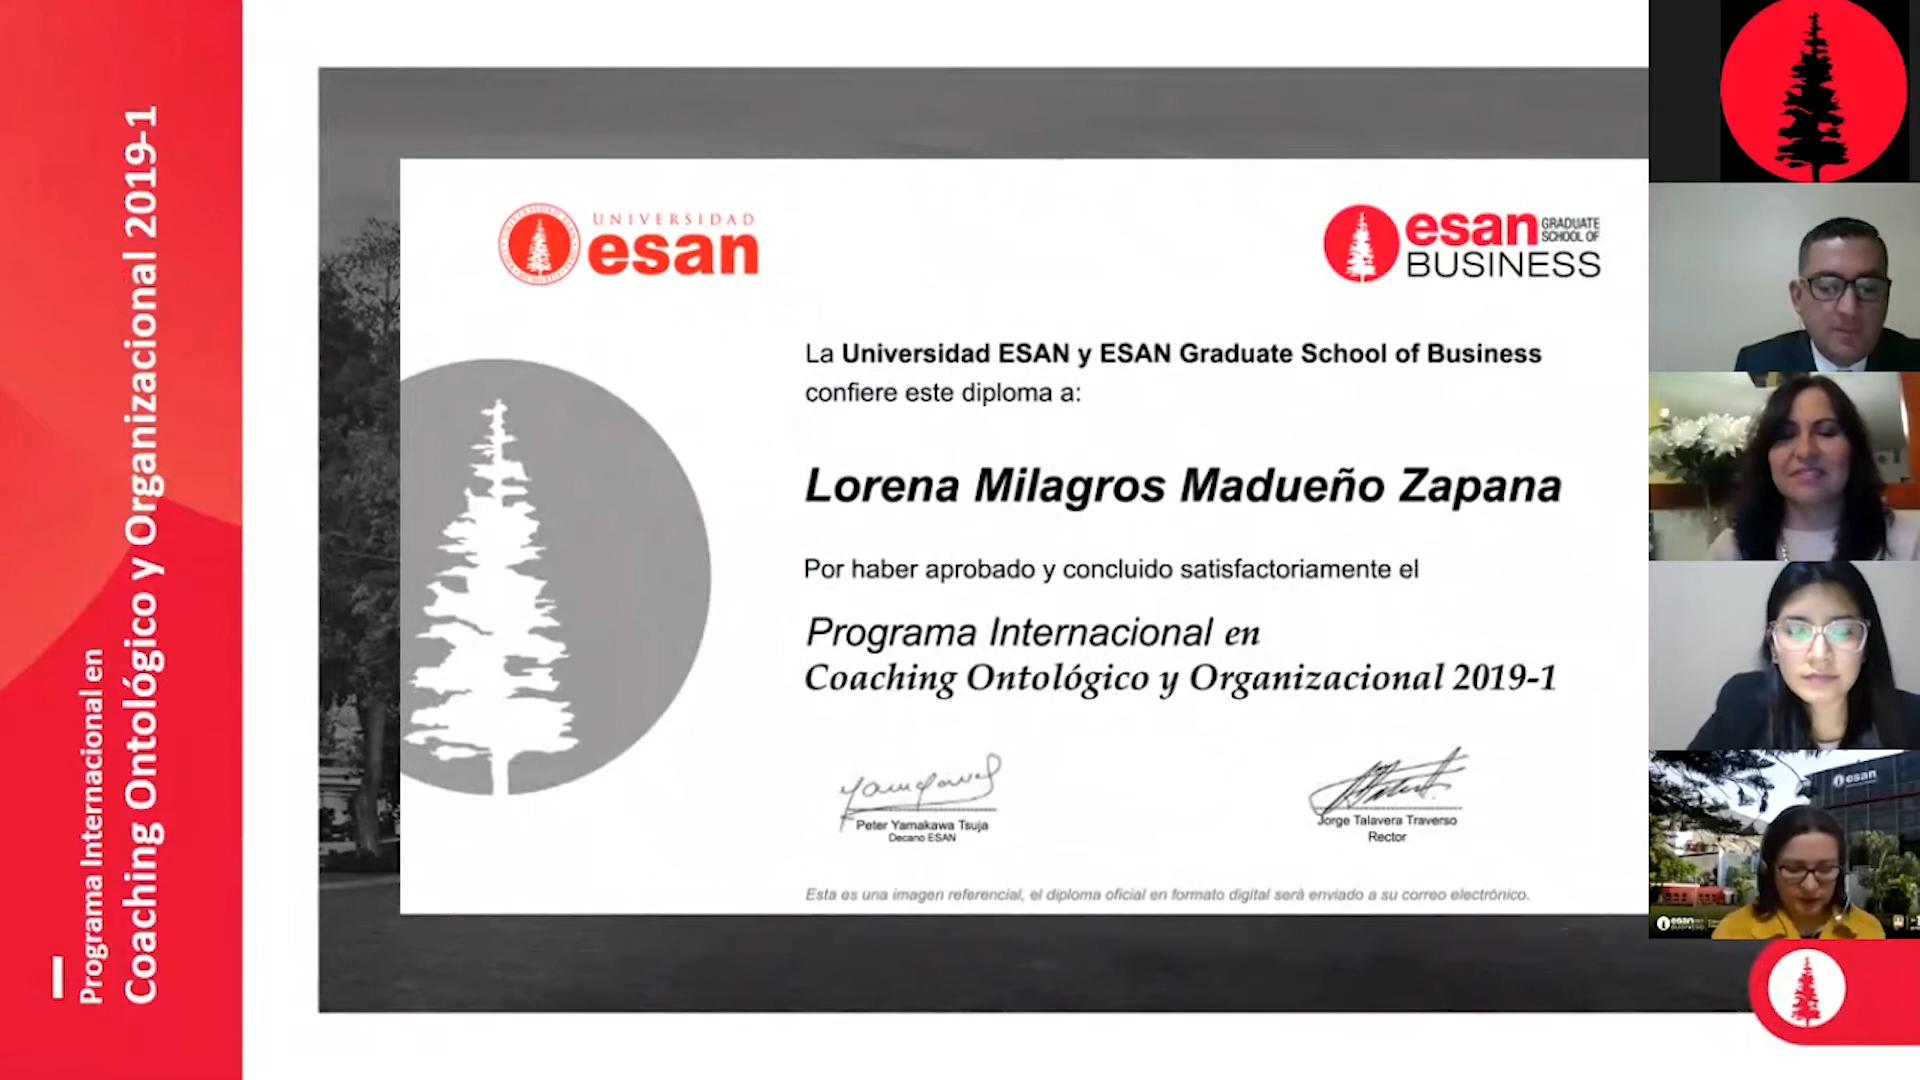 Programa Internacional en
Coaching Ontológico y Organizacional 2019-1
UNIVERSIDAD
esan
esan GRADUATE SCHOOL OF
BUSINESS
La Universidad ESAN y ESAN Graduate School of Business
confiere este diploma a:
Lorena Milagros Madueño Zapana
Por haber aprobado y concluido satisfactoriamente el
Programa Internacional en
Coaching Ontológico y Organizacional 2019-1
Peter Yamakawa Tsuja
Decano ESAN
Jorge Talavera Traverso
Rector
Esta es una imagen referencial, el diploma oficial en formato digital será enviado a su correo electrónico.
esan
esan